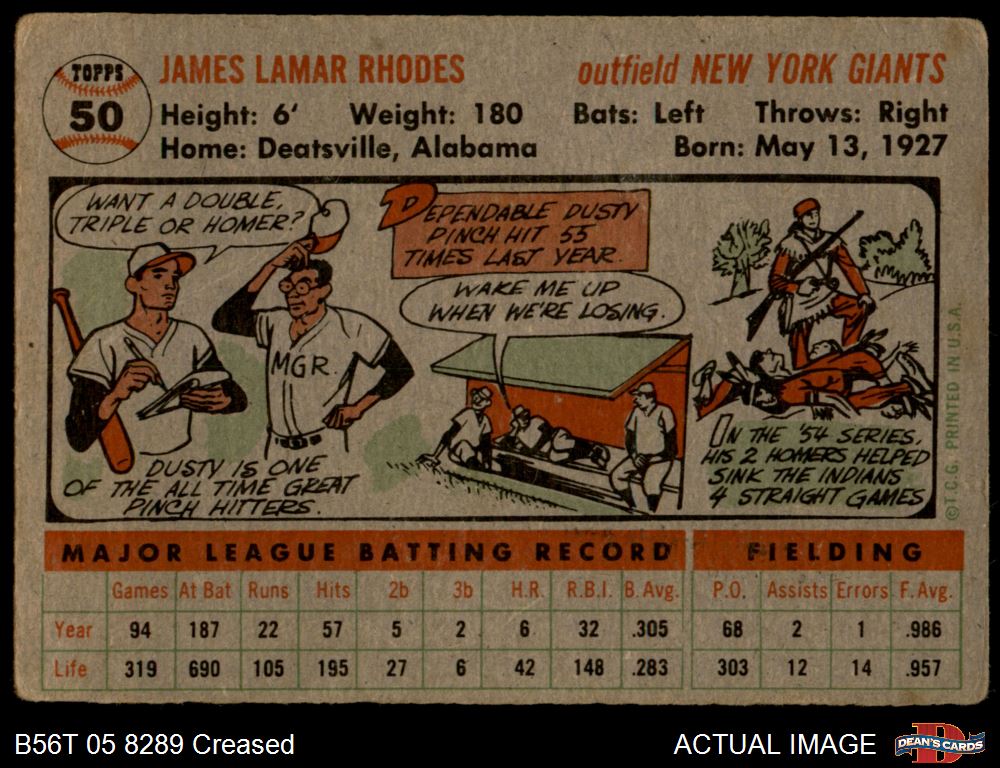 TOPPS
50
JAMES LAMAR RHODES
outfield NEW YORK GIANTS
Height: 6' Weight: 180 Bats: Left Throws: Right
Home: Deatsville, Alabama Born: May 13, 1927
WANT A DOUBLE,
TRIPLE OR HOMER?
MGR.
DUSTY IS ONE
OF THE ALL TIME GREAT
PINCH HITTERS.
DEPENDABLE DUSTY
PINCH HIT 55
TIMES LAST YEAR.
WAKE ME UP
WHEN WE'RE LOSING.
IN THE '54 SERIES,
HIS 2 HOMERS HELPED
SINK THE INDIANS
4 STRAIGHT GAMES
©T.C.G. PRINTED IN U.S.A.
MAJOR LEAGUE BATTING RECORD FIELDING
Games At Bat Runs Hits 2b 3b H.R. R.B.I. B.Avg. P.O. Assists Errors F.Avg.
Year 94 187 22 57 5 2 6 32 .305 68 2 1 .986
Life 319 690 105 195 27 6 42 148 .283 303 12 14 .957
B56T 05 8289 Creased
ACTUAL IMAGE
D
DEAN'S CARDS